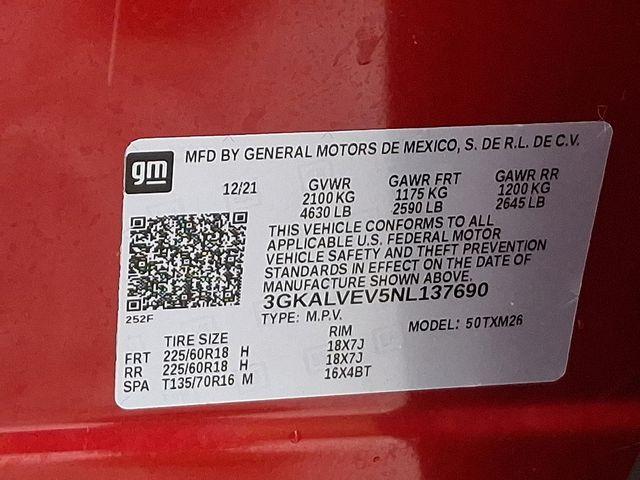 gm
MFD BY GENERAL MOTORS DE MEXICO, S. DE R.L. DE C.V.
12/21 GVWR GAWR FRT GAWR RR
2100 KG 1175 KG 1200 KG
4630 LB 2590 LB 2645 LB
THIS VEHICLE CONFORMS TO ALL
APPLICABLE U.S. FEDERAL MOTOR
VEHICLE SAFETY AND THEFT PREVENTION
STANDARDS IN EFFECT ON THE DATE OF
MANUFACTURE SHOWN ABOVE.
3GKALVEV5NL137690
252F
TYPE: M.P.V. MODEL: 50TXM26
TIRE SIZE RIM
FRT 225/60R18 H 18X7J
RR 225/60R18 H 18X7J
SPA T135/70R16 M 16X4BT